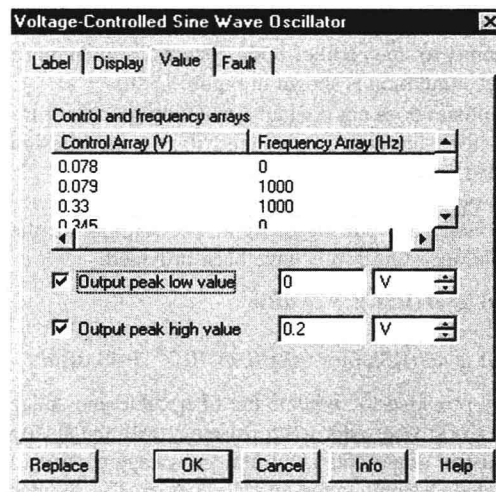 Voltage-Controlled Sine Wave Oscillator
Label Display Value Fault
Control and frequency arrays
Control Array (V) Frequency Array (Hz)
0.078 0
0.079 1000
0.33 1000
0.345 0
Output peak low value 0 V
Output peak high value 0.2 V
Replace OK Cancel Info Help